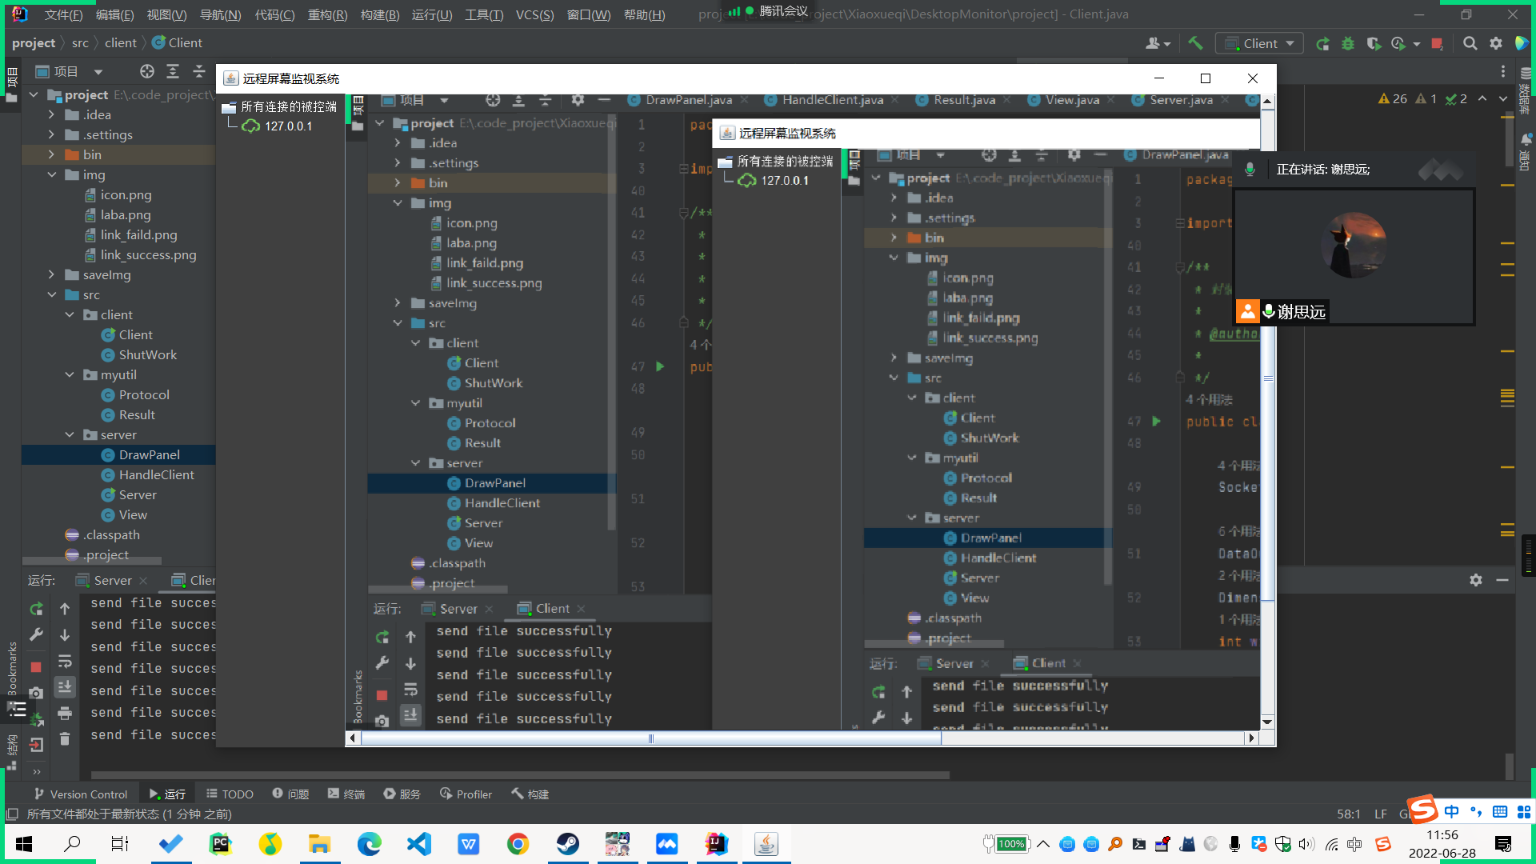 文件(F) 编辑(E) 视图(V) 导航(N) 代码(C) 重构(R) 构建(B) 运行(U) 工具(T) VCS(S) 窗口(W) 帮助(H)
腾讯会议
\project\Xiaoxueqi\DesktopMonitor\project] - Client.java
project src client Client
Client
项目
project E:\.code_project\
.idea
.settings
bin
img
icon.png
laba.png
link_faild.png
link_success.png
saveImg
src
client
Client
ShutWork
myutil
Protocol
Result
server
DrawPanel
HandleClient
Server
View
.classpath
.project
远程屏幕监视系统
所有连接的被控端
127.0.0.1
项目
DrawPanel.java HandleClient.java Result.java View.java Server.java
project E:\.code_project\Xiaoxueqi
.idea
.settings
bin
img
icon.png
laba.png
link_faild.png
link_success.png
saveImg
src
client
Client
ShutWork
myutil
Protocol
Result
server
DrawPanel
HandleClient
Server
View
.classpath
.project
1
2
3
40
41 /**
42 *
43 *
44 *
45 *
46 */
4 个
47
48
49
50
51
52
53
运行: Server Client
send file successfully
send file successfully
send file successfully
send file successfully
send file successfully
Bookmarks
远程屏幕监视系统
所有连接的被控端
127.0.0.1
项目
DrawPanel.java
project E:\.code_project\Xiaoxueqi
.idea
.settings
bin
img
icon.png
laba.png
link_faild.png
link_success.png
saveImg
src
client
Client
ShutWork
myutil
Protocol
Result
server
DrawPanel
HandleClient
Server
View
.classpath
.project
1
2
3 import
40
41 /**
42 *
43 *
44 *
45 *
46 */
4 个用法
47 public cl
48
4 个用法
49 Socke
50
6 个用法
51 DataO
2 个用法
52 Dimen
1 个用法
53 int w
运行: Server Client
send file successfully
send file successfully
send file successfully
26 1 2
数据库
通知
正在讲话: 谢思远;
谢思远
运行: Server
send file succes
send file succes
send file succes
send file succes
send file succes
send file succes
send file succes
Bookmarks
结构
Version Control 运行 TODO 问题 终端 服务 Profiler 构建
所有文件都处于最新状态 (1 分钟 之前)
58:1 LF
中
100%
中
11:56
2022-06-28